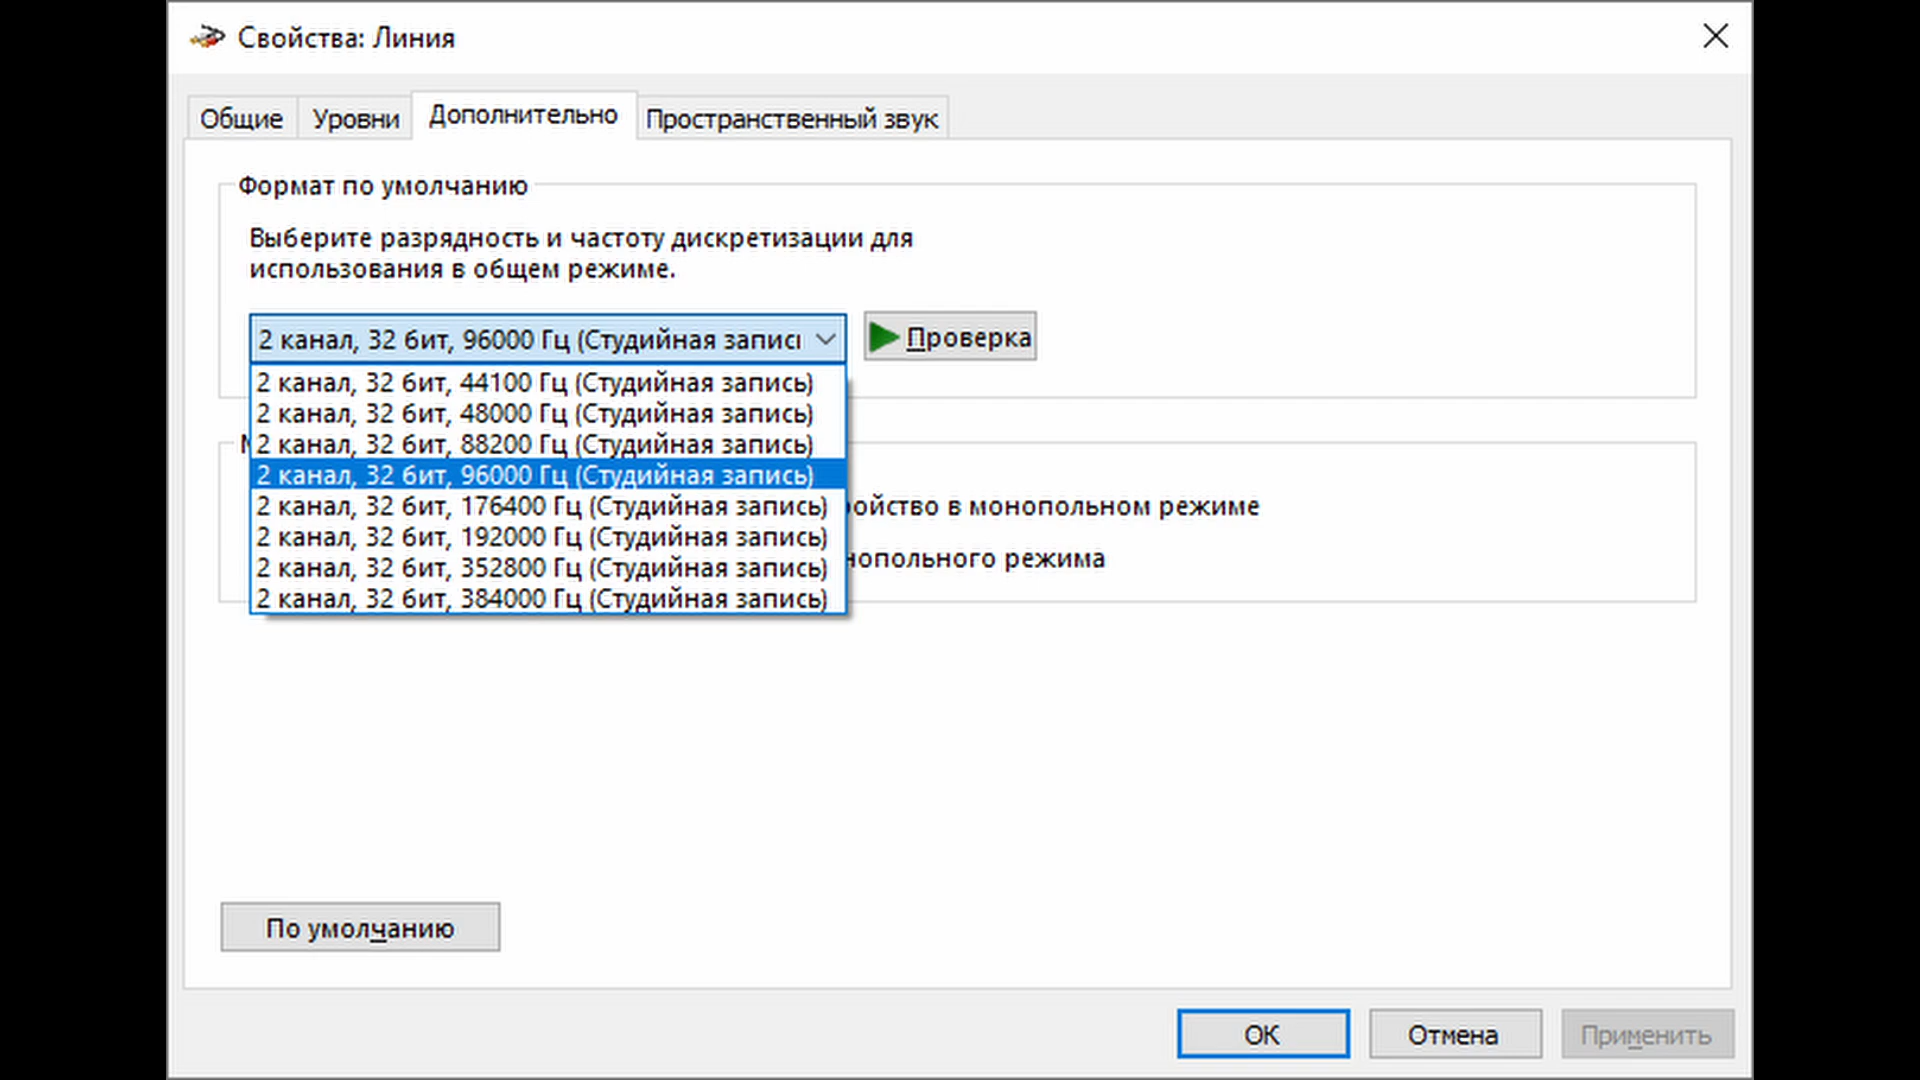 Свойства: Линия
Общие
Уровни
Дополнительно
Пространственный звук
Формат по умолчанию
Выберите разрядность и частоту дискретизации для
использования в общем режиме.
2 канал, 32 бит, 96000 Гц (Студийная запис
Проверка
2 канал, 32 бит, 44100 Гц (Студийная запись)
2 канал, 32 бит, 48000 Гц (Студийная запись)
2 канал, 32 бит, 88200 Гц (Студийная запись)
2 канал, 32 бит, 96000 Гц (Студийная запись)
2 канал, 32 бит, 176400 Гц (Студийная запись)
2 канал, 32 бит, 192000 Гц (Студийная запись)
2 канал, 32 бит, 352800 Гц (Студийная запись)
2 канал, 32 бит, 384000 Гц (Студийная запись)
ойство в монопольном режиме
нопольного режима
По умолчанию
ОК
Отмена
Применить